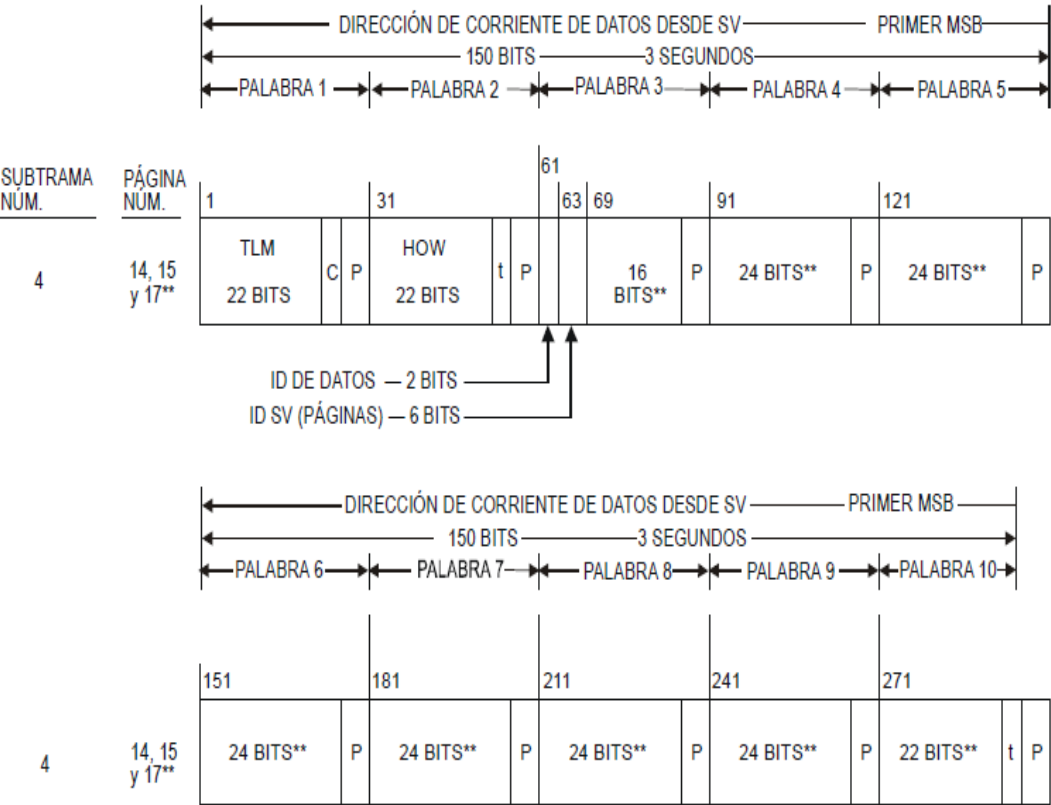 DIRECCIÓN DE CORRIENTE DE DATOS DESDE SV PRIMER MSB
150 BITS 3 SEGUNDOS
PALABRA 1 PALABRA 2 PALABRA 3 PALABRA 4 PALABRA 5
SUBTRAMA NÚM.
PÁGINA NÚM.
1 31 61 63 69 91 121
4
14, 15 y 17**
TLM 22 BITS
C
P
HOW 22 BITS
t
P
16 BITS**
P
24 BITS**
P
24 BITS**
P
ID DE DATOS — 2 BITS
ID SV (PÁGINAS) — 6 BITS
DIRECCIÓN DE CORRIENTE DE DATOS DESDE SV PRIMER MSB
150 BITS 3 SEGUNDOS
PALABRA 6 PALABRA 7 PALABRA 8 PALABRA 9 PALABRA 10
151 181 211 241 271
4
14, 15 y 17**
24 BITS**
P
24 BITS**
P
24 BITS**
P
24 BITS**
P
22 BITS**
t
P